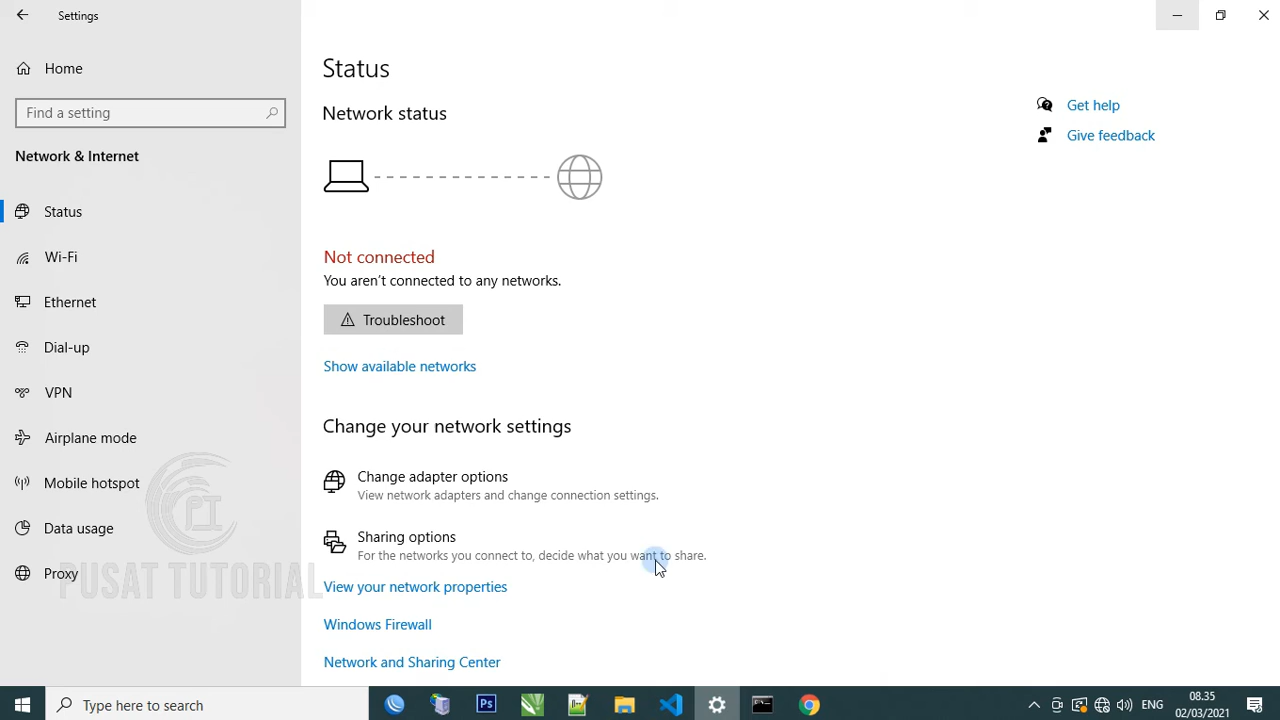 Settings
Home
Find a setting
Network & Internet
Status
Wi-Fi
Ethernet
Dial-up
VPN
Airplane mode
Mobile hotspot
Data usage
Proxy
PUSAT TUTORIAL
Status
Network status
Not connected
You aren't connected to any networks.
Troubleshoot
Show available networks
Change your network settings
Change adapter options
View network adapters and change connection settings.
Sharing options
For the networks you connect to, decide what you want to share.
View your network properties
Windows Firewall
Network and Sharing Center
Get help
Give feedback
Type here to search
Ps
ENG
08.35
02/03/2021